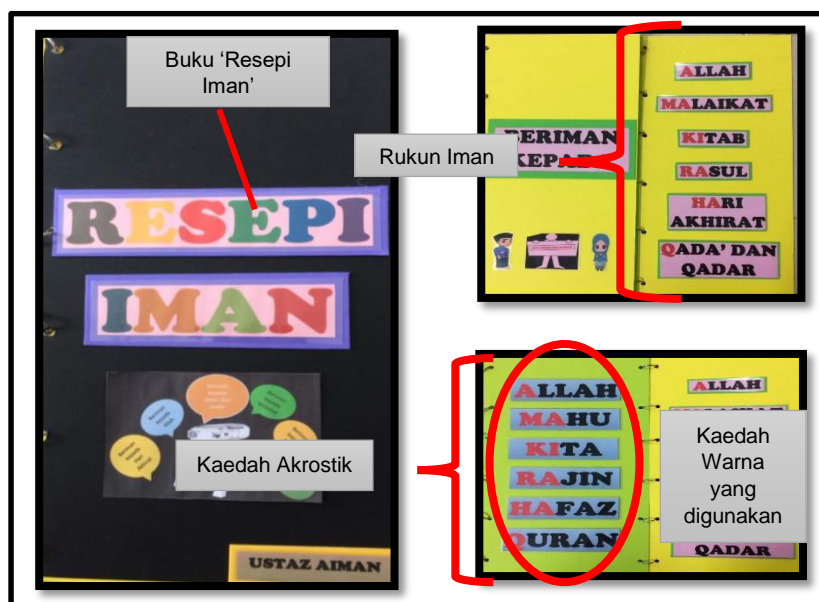 Buku ‘Resepi
Iman’
RESEPI
IMAN
Kaedah Akrostik
USTAZ AIMAN
Rukun Iman
BERIMAN
KEPADA
ALLAH
MALAIKAT
KITAB
RASUL
HARI
AKHIRAT
QADA’ DAN
QADAR
ALLAH
MAHU
KITA
RAJIN
HAFAZ
QURAN
ALLAH
Kaedah
Warna
yang
digunakan
QADAR